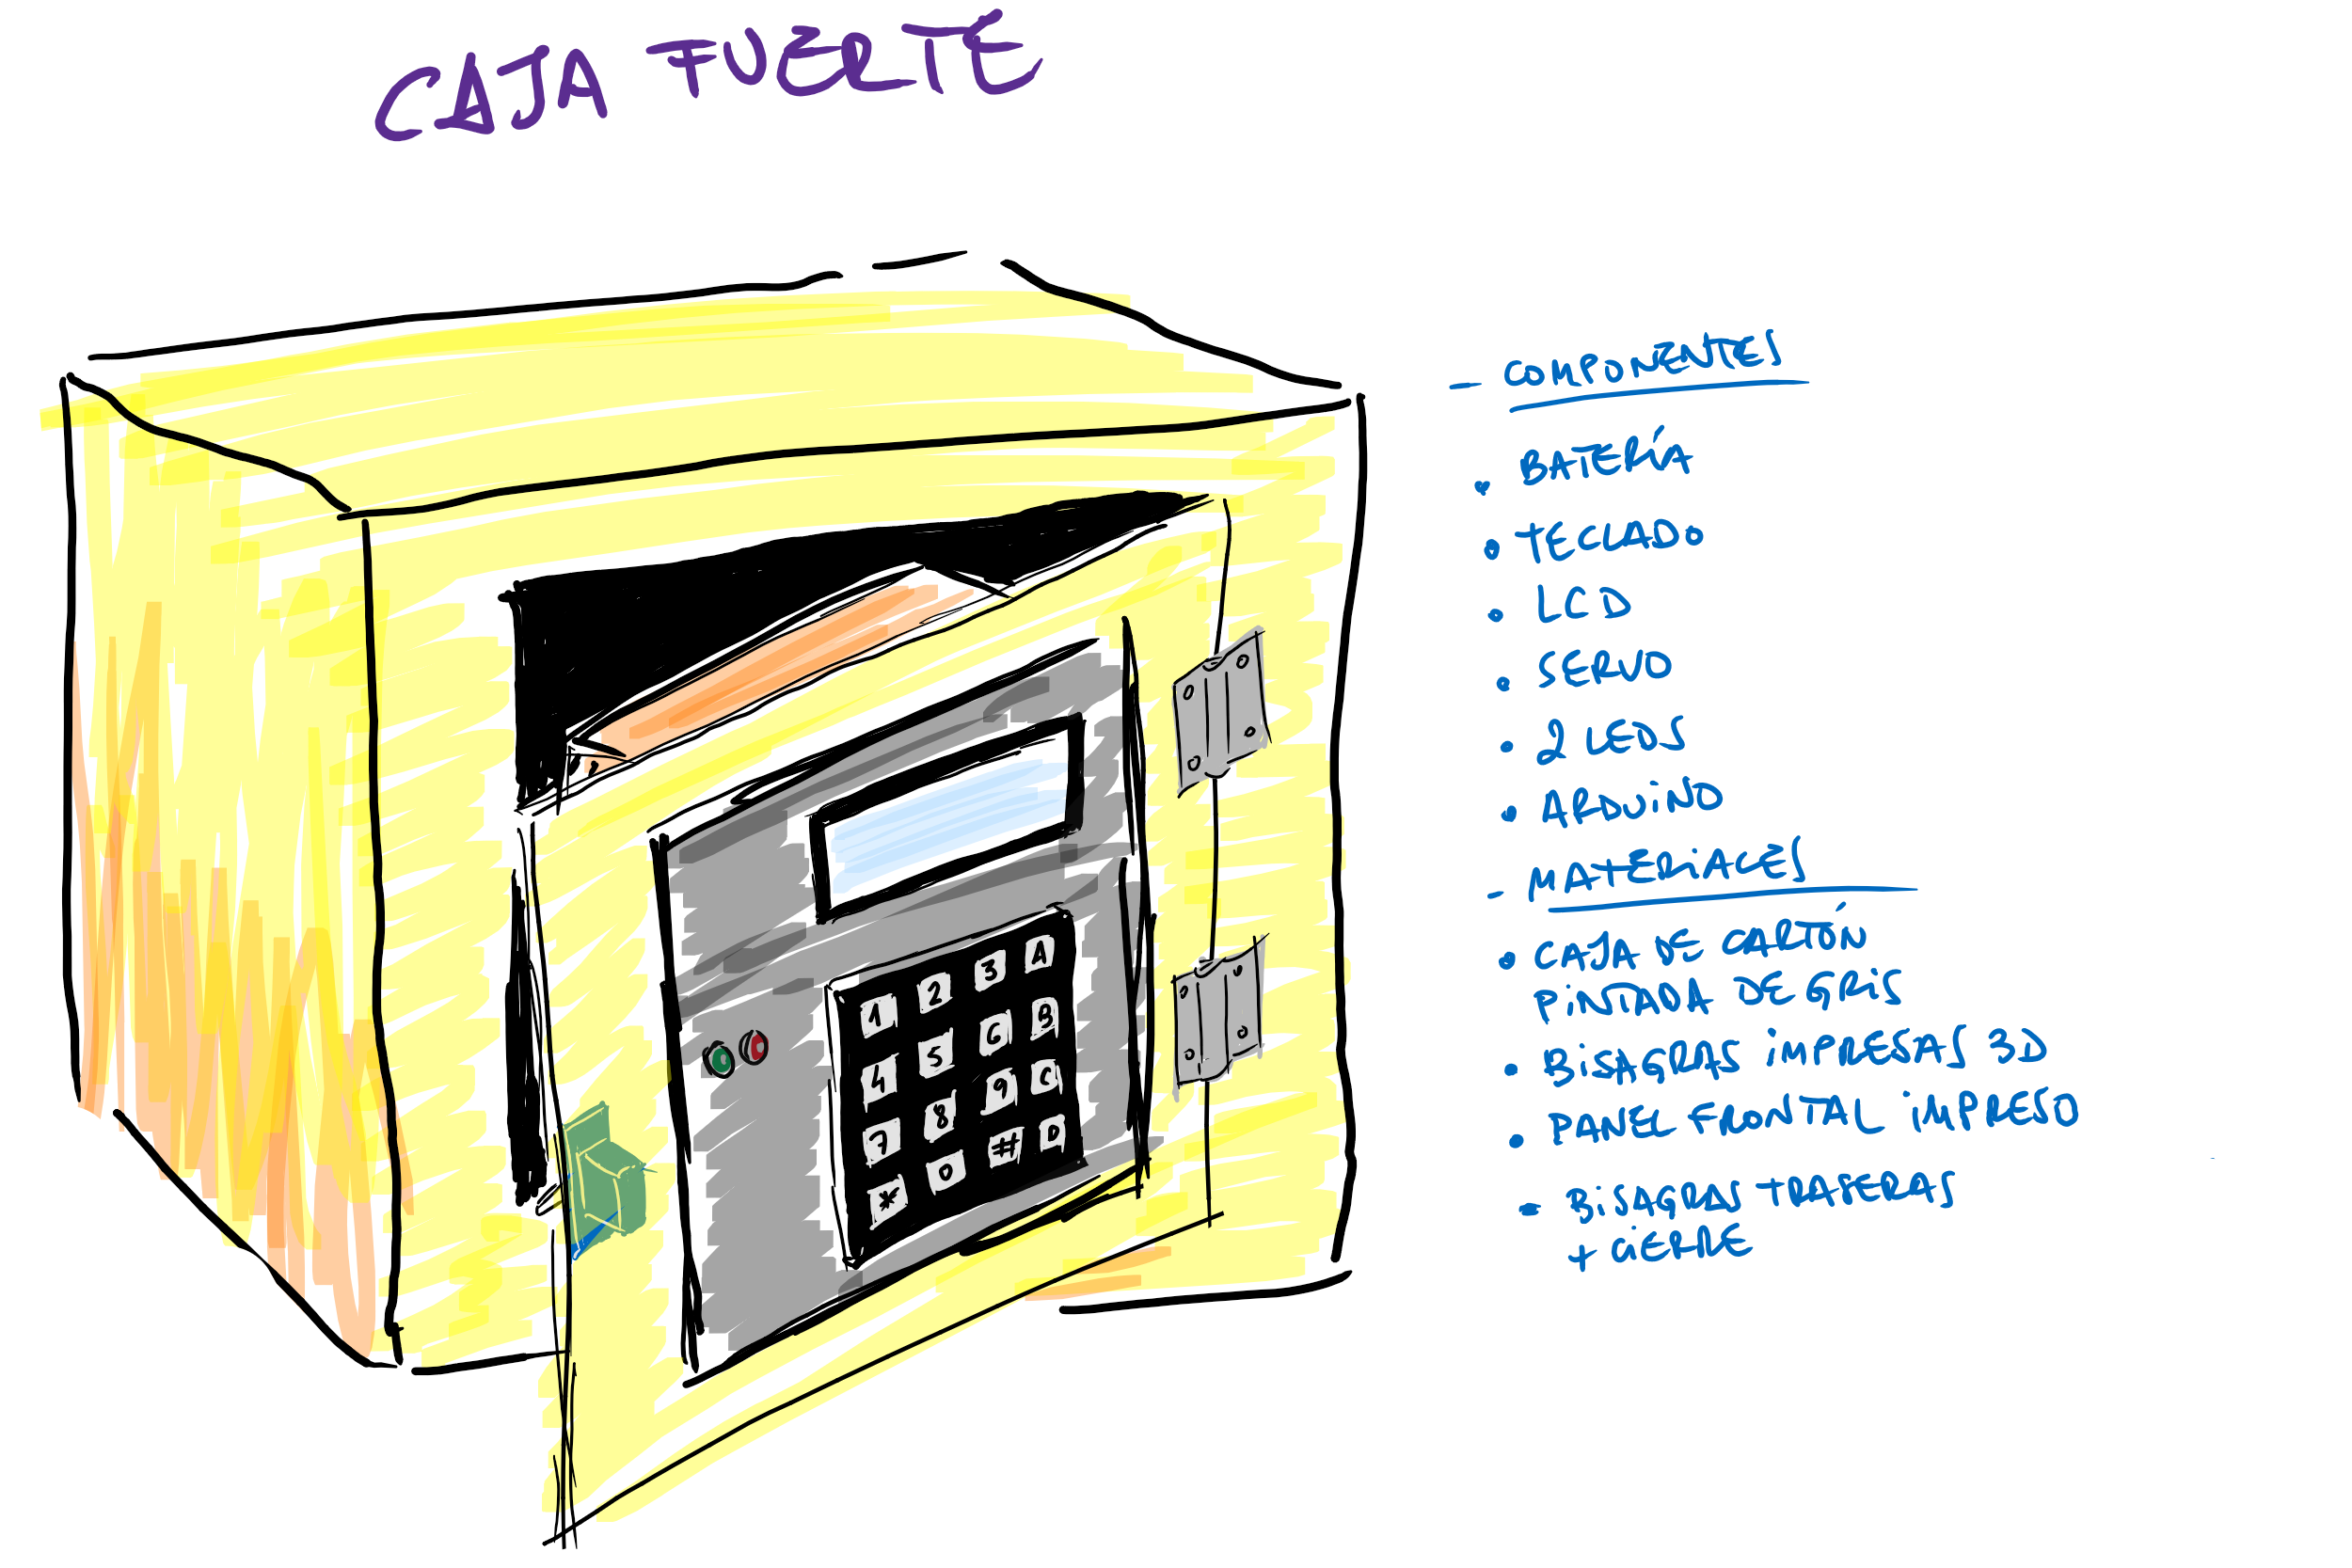 CAJA FUERTE
- COMPONENTES
• BATERÍA
• TECLADO
• LCD
• SERVO
• 2 LEDS
• ARDUINO
- MATERIALES
• CAJA DE CARTÓN
PINTADA DE GRIS
• BISAGRAS IMPRESAS 3D
• PANEL FRONTAL IMPRESO
• BISAGRAS TRASERAS
+ CIERRE
1 2 3 A
4 5 6 B
7 8 9 C
* 0 # D